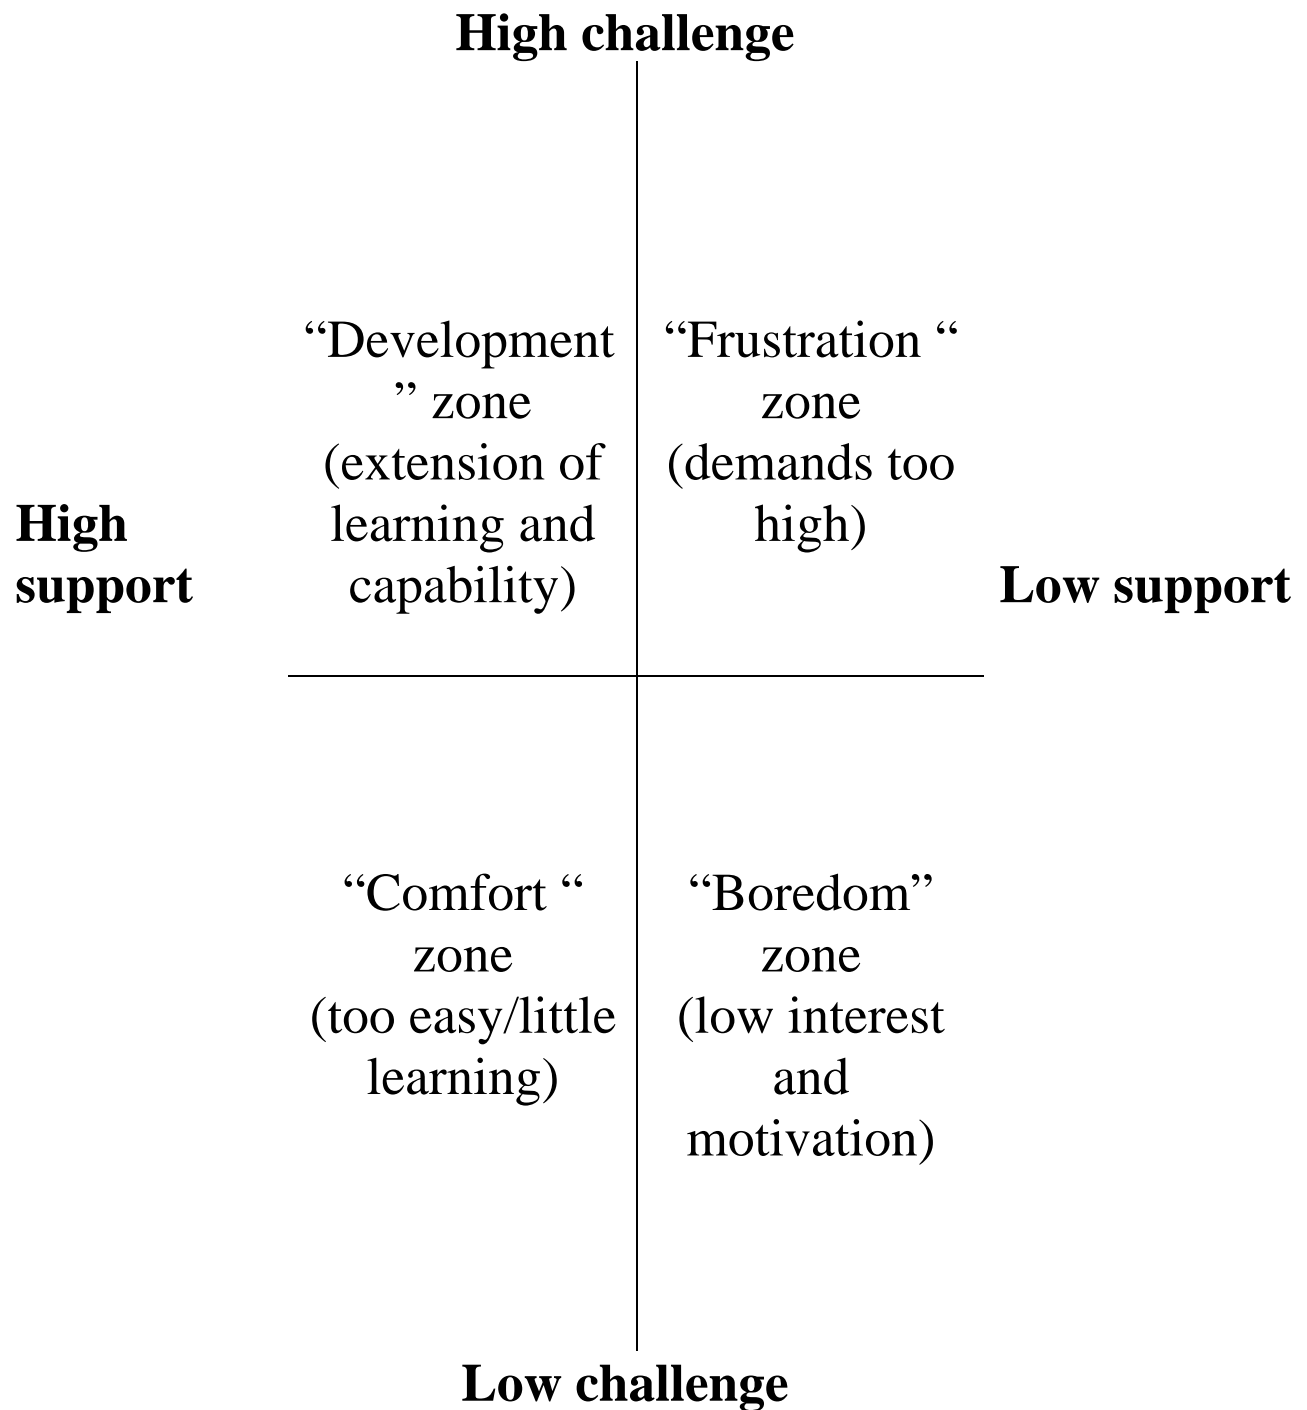 High challenge
“Development
” zone
(extension of
learning and
capability)
“Frustration “
zone
(demands too
high)
High
support
Low support
“Comfort “
zone
(too easy/little
learning)
“Boredom”
zone
(low interest
and
motivation)
Low challenge